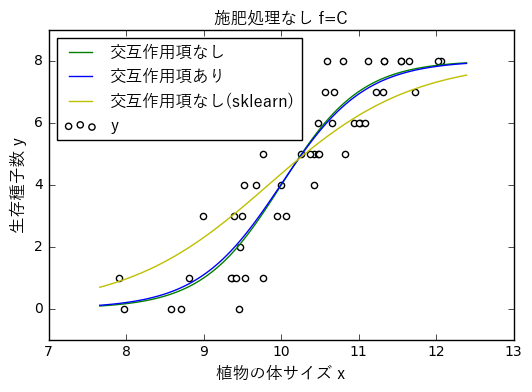 施肥処理なし f=C
交互作用項なし
交互作用項あり
交互作用項なし(sklearn)
y
生存種子数 y
8
6
4
2
0
7 8 9 10 11 12 13
植物の体サイズ x